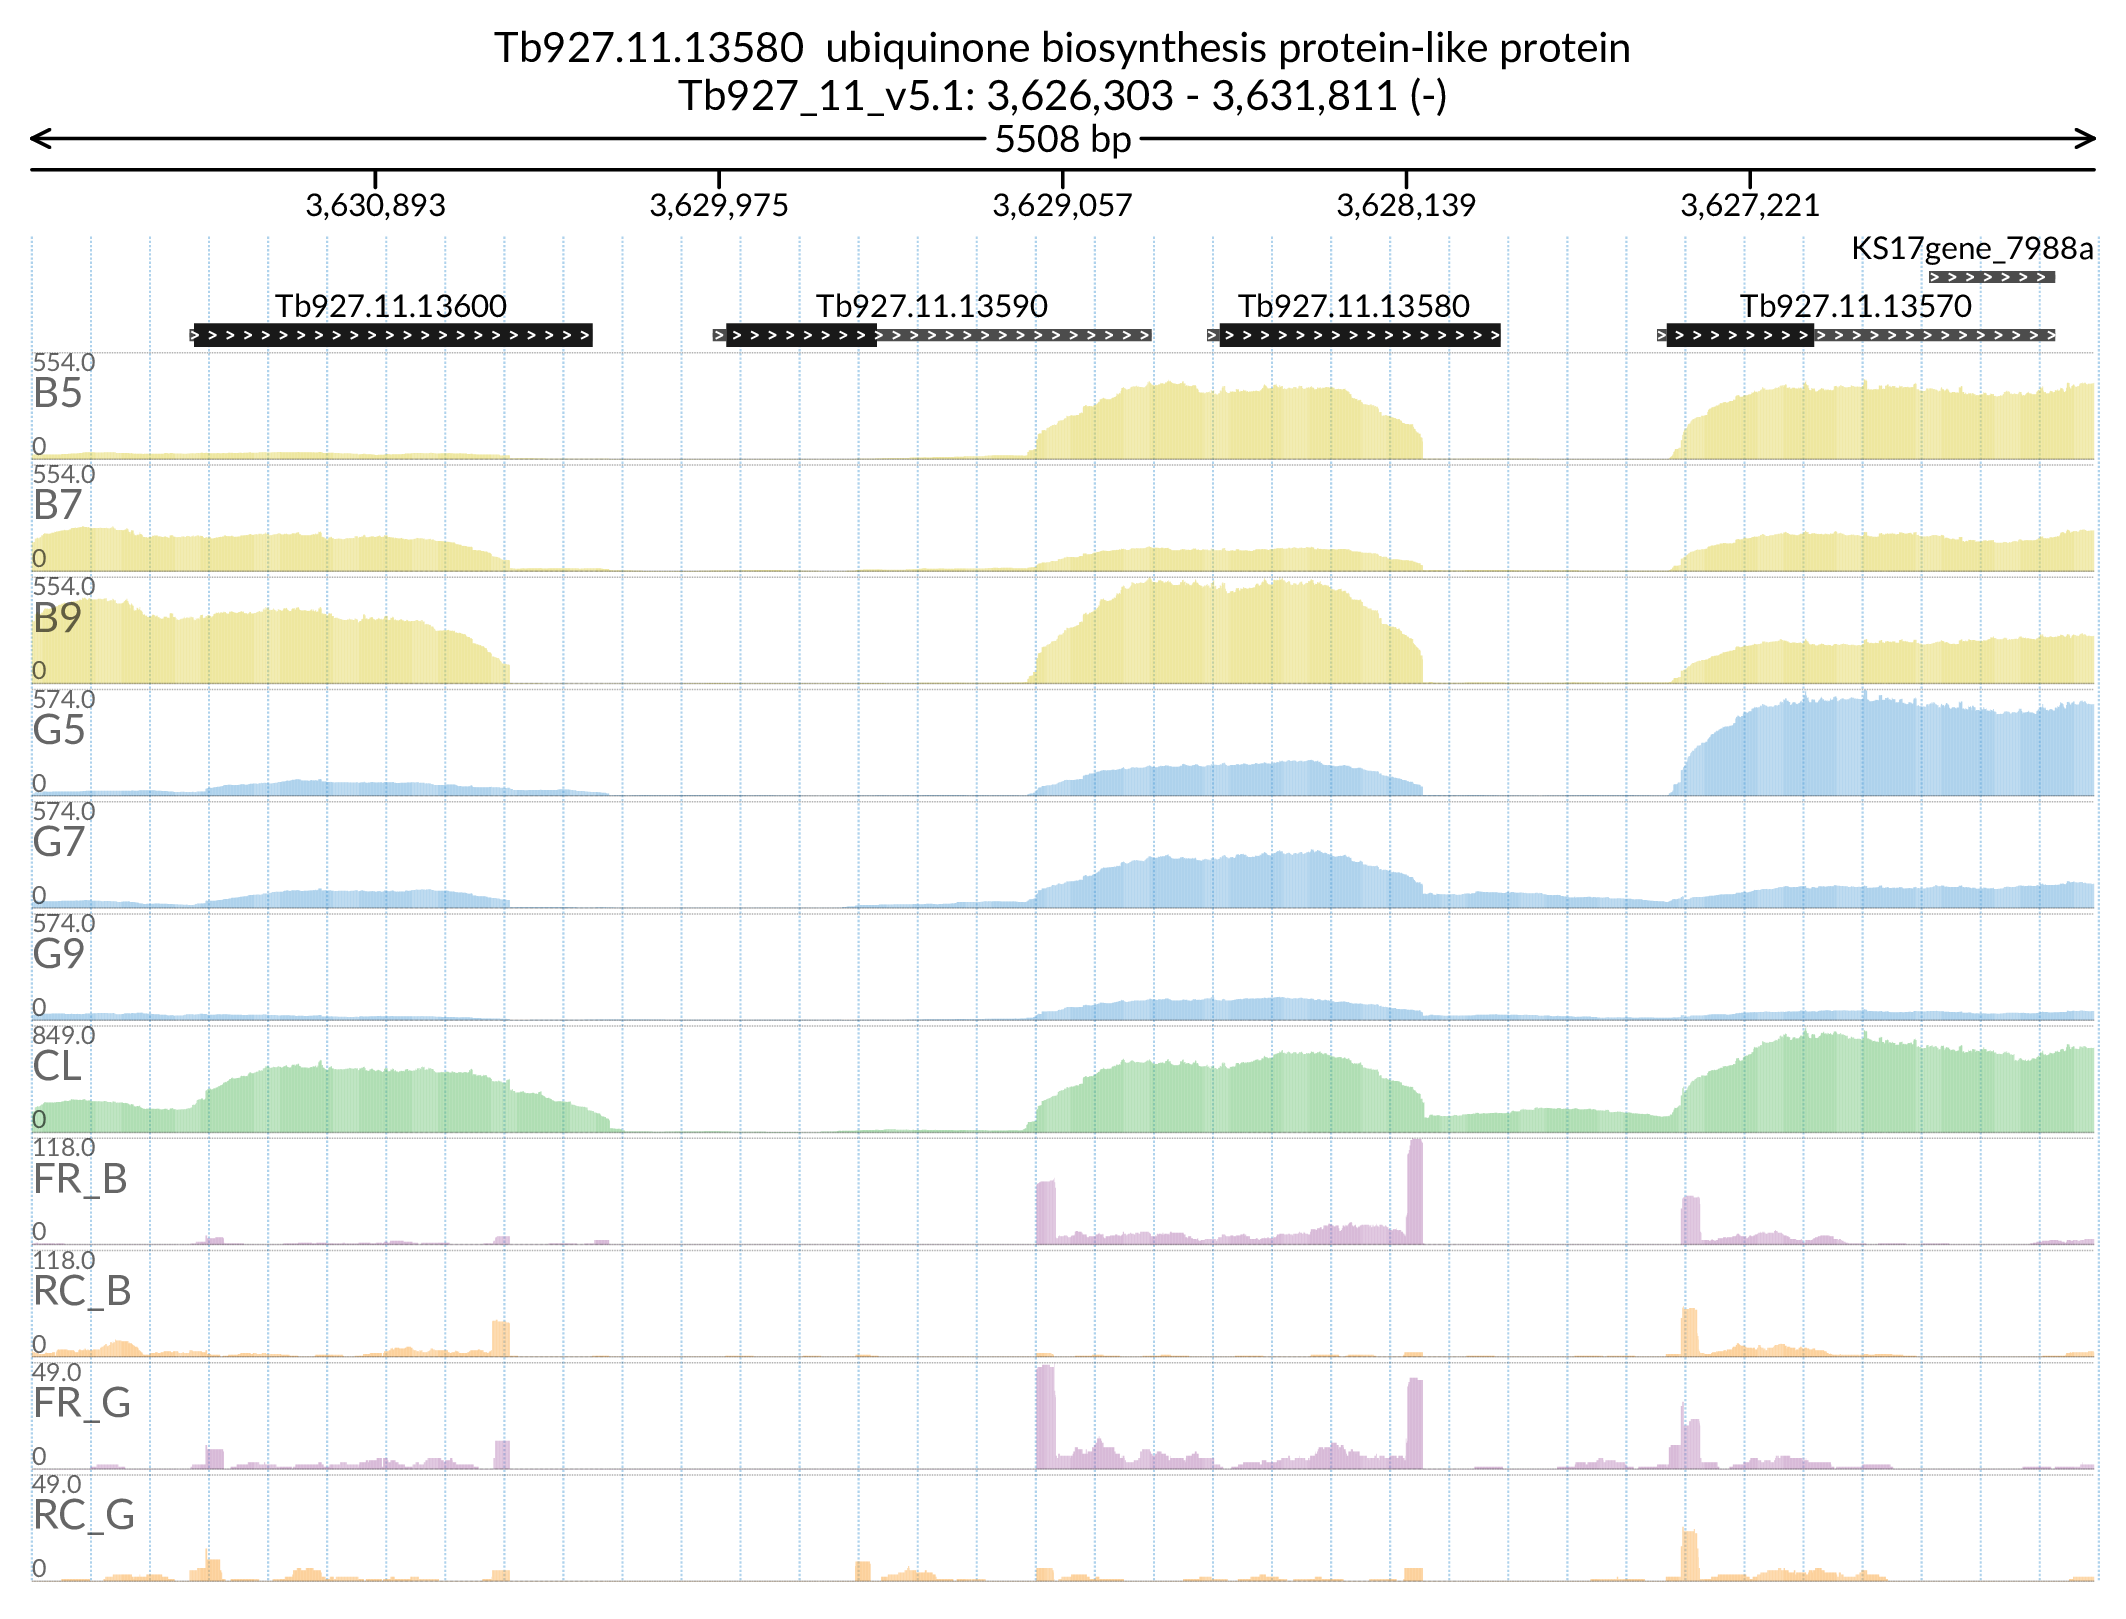 Tb927.11.13580  ubiquinone biosynthesis protein-like protein
Tb927_11_v5.1: 3,626,303 - 3,631,811 (-)
5508 bp
3,630,893 3,629,975 3,629,057 3,628,139 3,627,221
KS17gene_7988a
Tb927.11.13600 Tb927.11.13590 Tb927.11.13580 Tb927.11.13570
554.0
B5
0
554.0
B7
0
554.0
B9
0
574.0
G5
0
574.0
G7
0
574.0
G9
0
849.0
CL
0
118.0
FR_B
0
118.0
RC_B
0
49.0
FR_G
0
49.0
RC_G
0